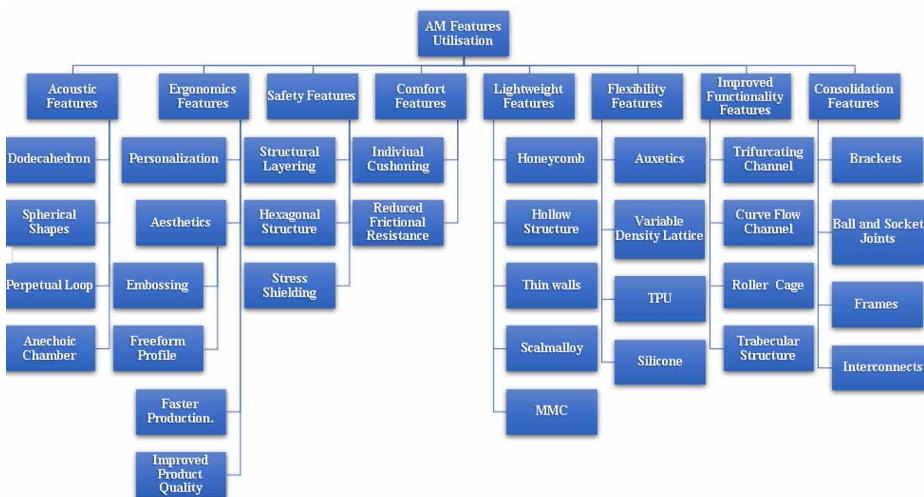 AM Features
Utilisation
Acoustic
Features
Ergonomics
Features
Safety Features
Comfort
Features
Lightweight
Features
Flexibility
Features
Improved
Functionality
Features
Consolidation
Features
Dodecahedron
Spherical
Shapes
Perpetual Loop
Anechoic
Chamber
Personalization
Aesthetics
Embossing
Freeform
Profile
Faster
Production.
Improved
Product
Quality
Structural
Layering
Hexagonal
Structure
Stress
Shielding
Indiviual
Cushoning
Reduced
Frictional
Resistance
Honeycomb
Hollow
Structure
Thin walls
Scalmalloy
MMC
Auxetics
Variable
Density Lattice
TPU
Silicone
Trifurcating
Channel
Curve Flow
Channel
Roller Cage
Trabecular
Structure
Brackets
Ball and Socket
Joints
Frames
Interconnects